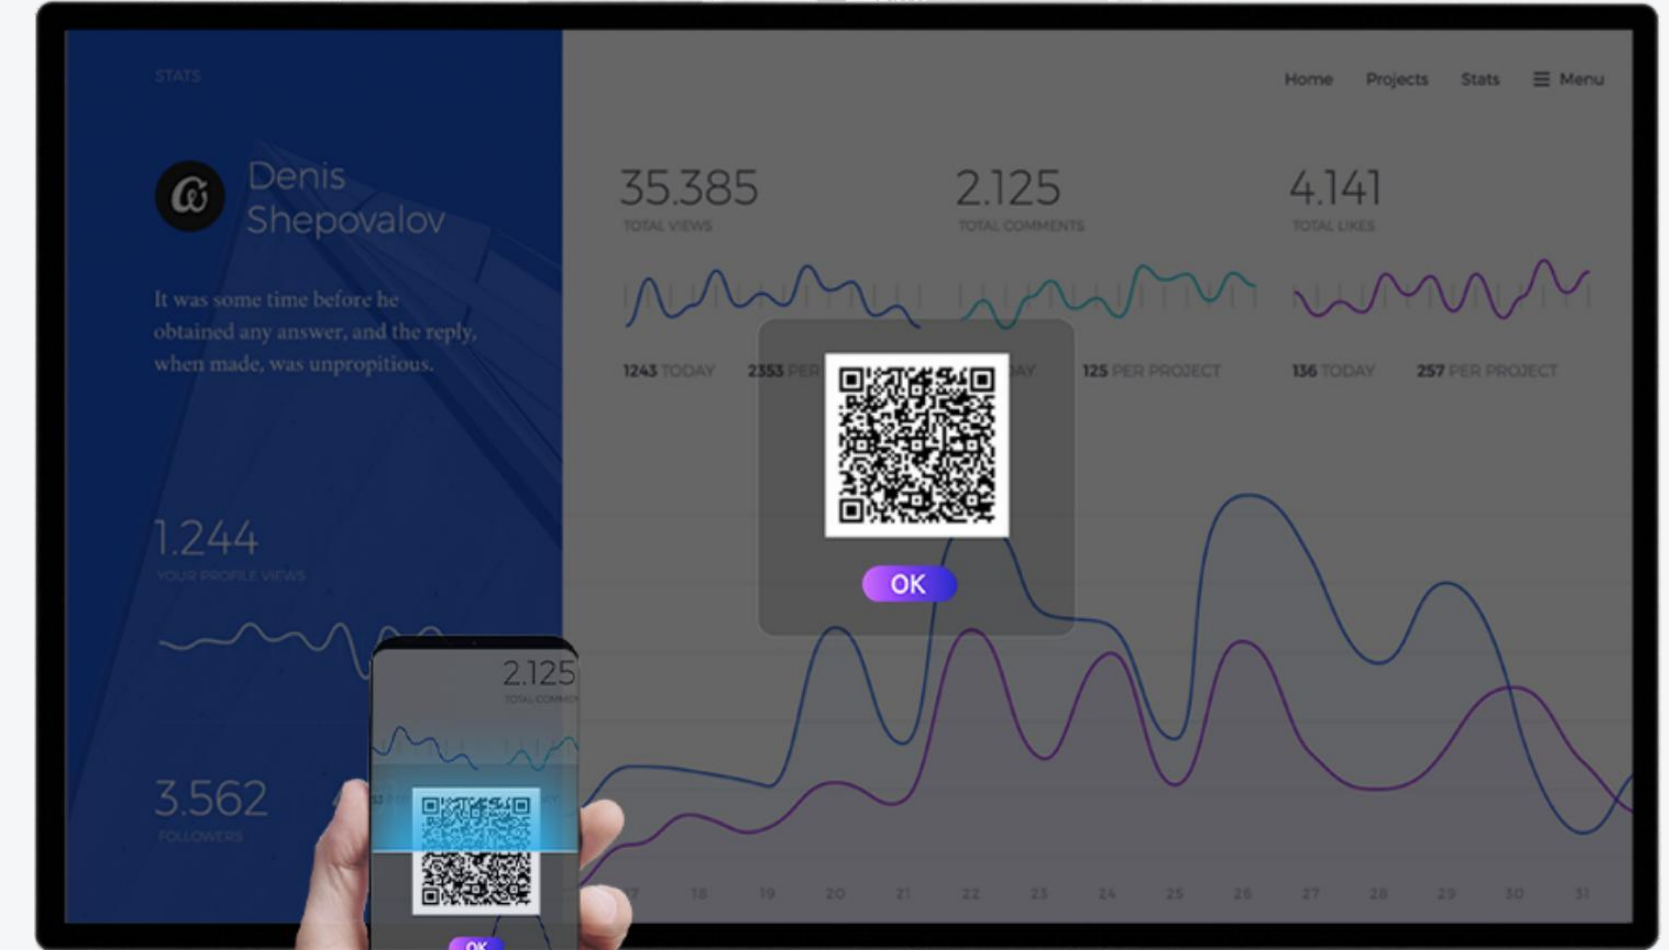 STATS
Home Projects Stats Menu
Denis
Shepovalov
It was some time before he
obtained any answer, and the reply,
when made, was unpropitious.
35.385
TOTAL VIEWS
2.125
TOTAL COMMENTS
4.141
TOTAL LIKES
1243 TODAY 2353 PER
125 PER PROJECT
136 TODAY 257 PER PROJECT
OK
1.244
YOUR PROFILE VIEWS
3.562
FOLLOWERS
2.125
OK
18 19 20 21 22 23 24 25 26 27 28 29 30 31